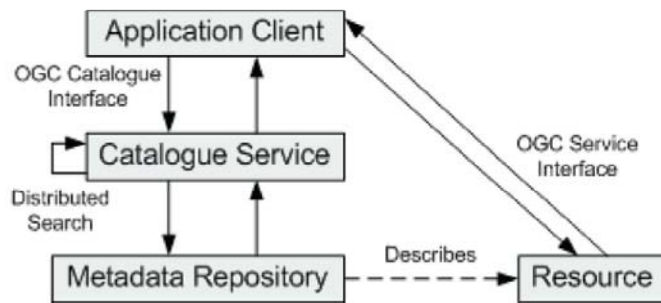 Application Client
OGC Catalogue
Interface
OGC Service
Interface
Catalogue Service
Distributed
Search
Describes
Metadata Repository
Resource